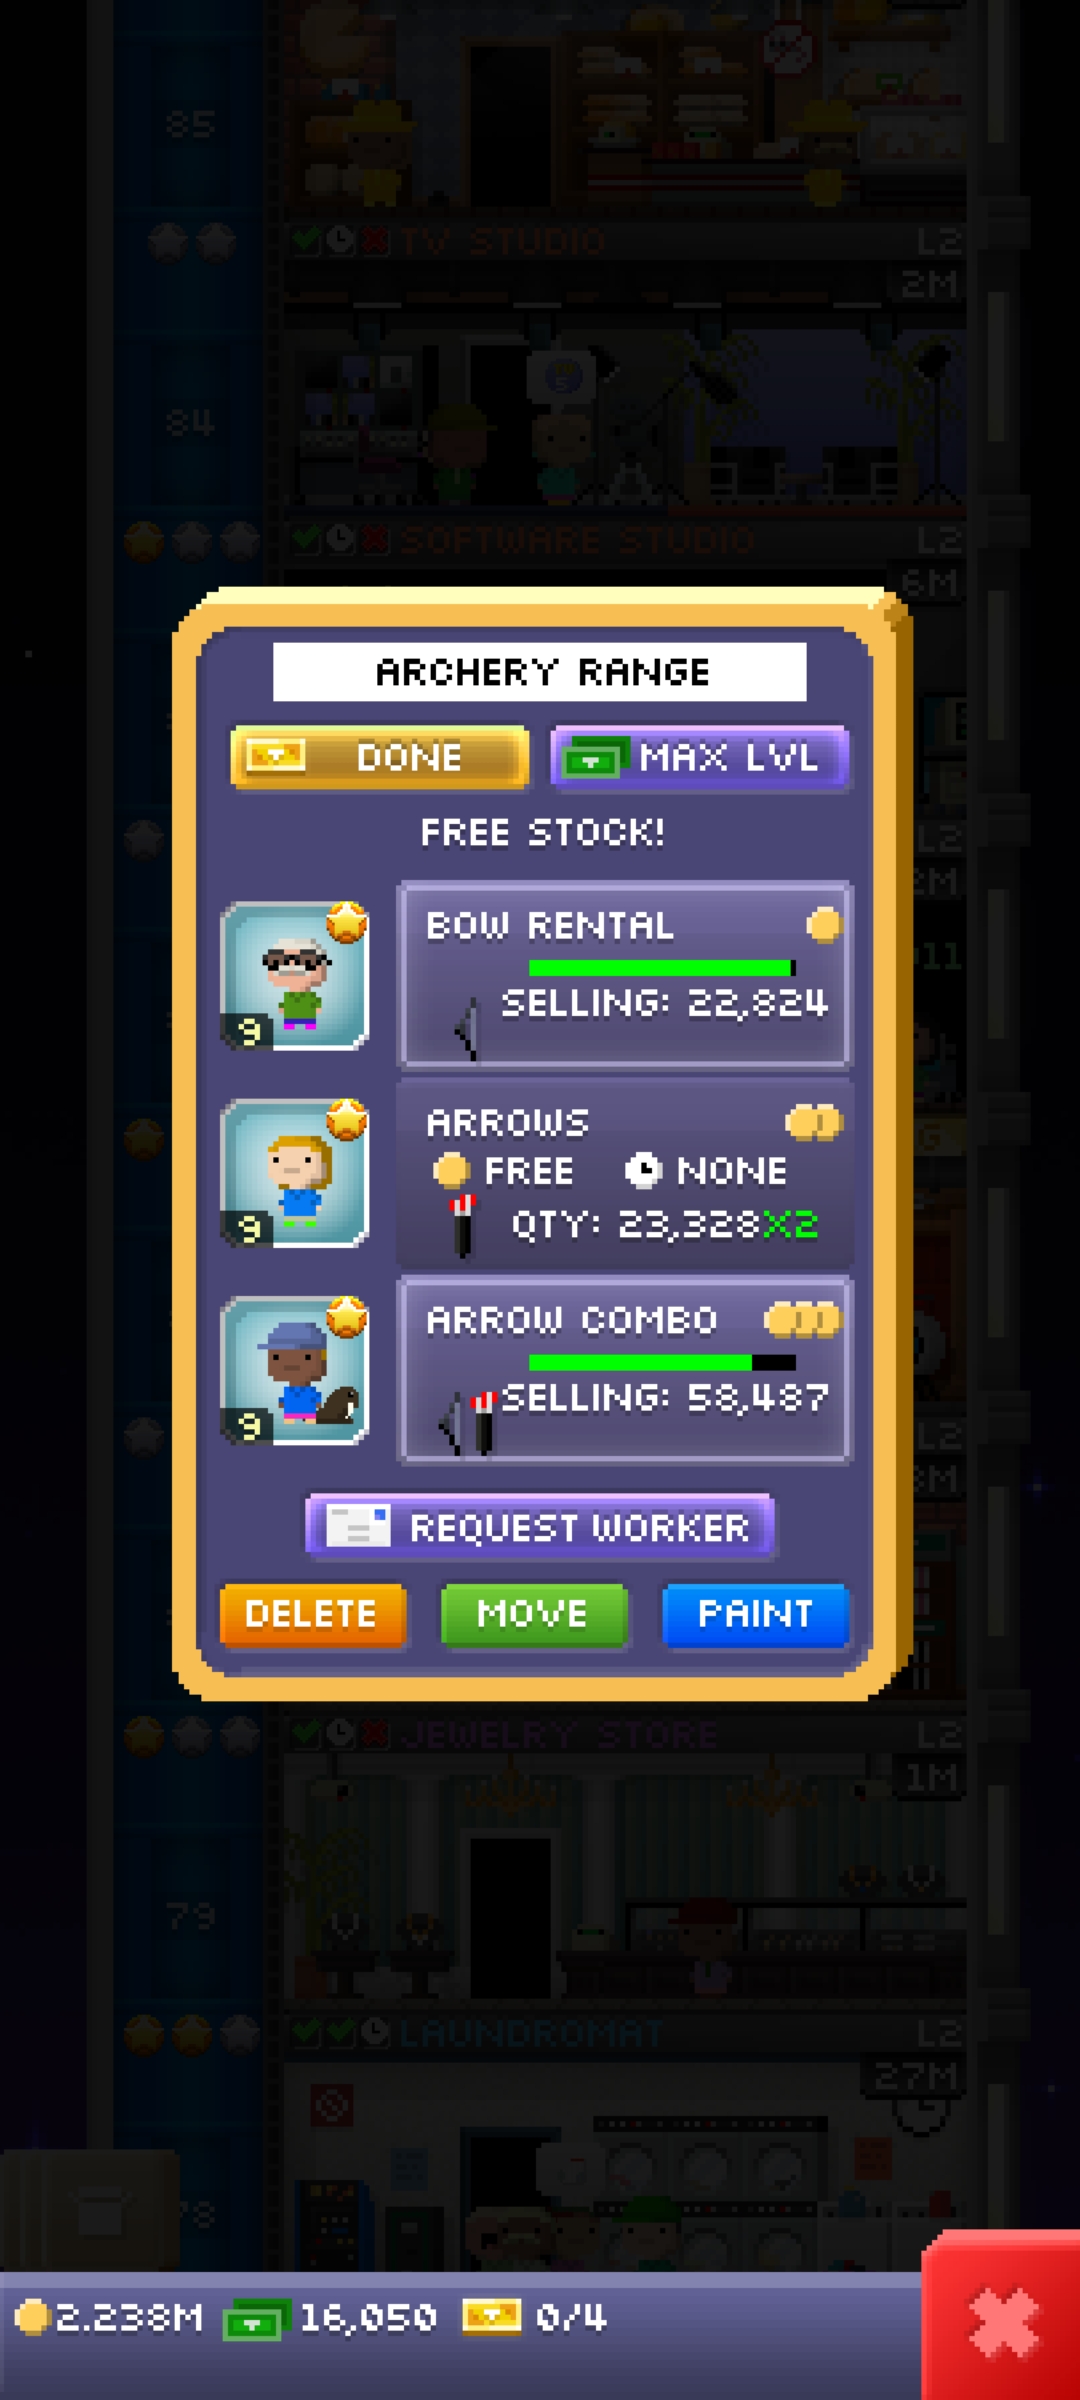 85
TV STUDIO L2
2M
84
SOFTWARE STUDIO L2
6M
ARCHERY RANGE
DONE MAX LVL
FREE STOCK!
BOW RENTAL
SELLING: 22,824
9
ARROWS
FREE NONE
QTY: 23,328X2
9
ARROW COMBO
SELLING: 58,487
9
REQUEST WORKER
DELETE MOVE PAINT
JEWELRY STORE L2
1M
79
LAUNDROMAT L2
27M
2.238M 16,050 0/4